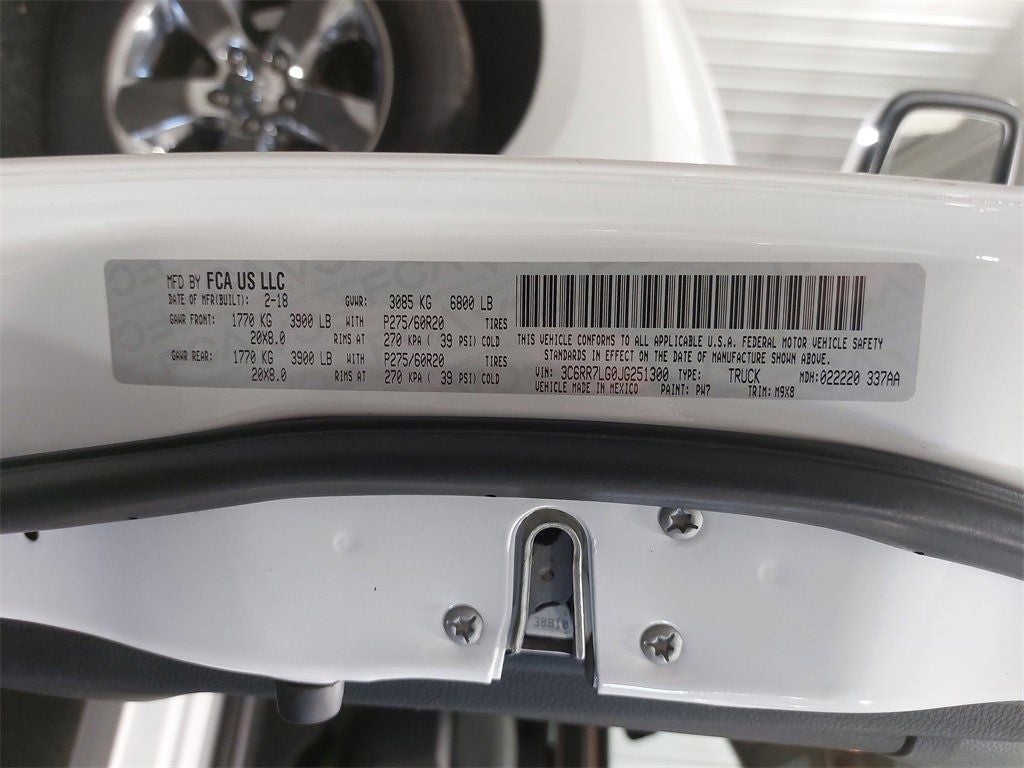 MFD BY FCA US LLC
DATE OF MFR(BUILT): 2-18 GVWR: 3085 KG 6800 LB
GAWR FRONT: 1770 KG 3900 LB WITH P275/60R20 TIRES
20X8.0 RIMS AT 270 KPA ( 39 PSI) COLD
GAWR REAR: 1770 KG 3900 LB WITH P275/60R20 TIRES
20X8.0 RIMS AT 270 KPA ( 39 PSI) COLD
THIS VEHICLE CONFORMS TO ALL APPLICABLE U.S.A. FEDERAL MOTOR VEHICLE SAFETY
STANDARDS IN EFFECT ON THE DATE OF MANUFACTURE SHOWN ABOVE.
VIN: 3C6RR7LG0JG251300 TYPE: TRUCK MDH: 022220 337AA
VEHICLE MADE IN MEXICO PAINT: PW7 TRIM: M9X8